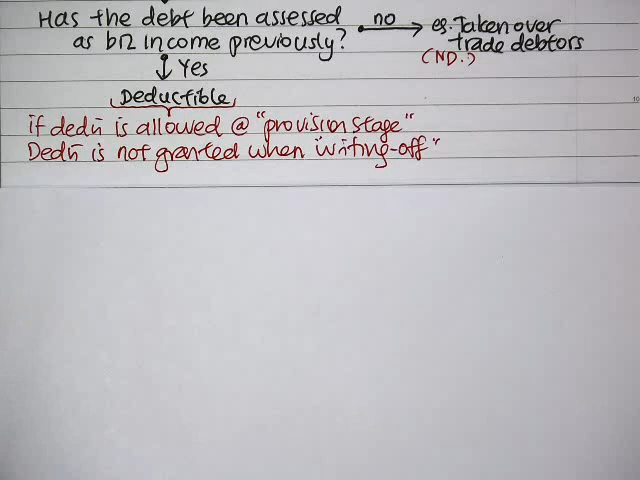 Has the debt been assessed no eg. Taken over
as biz income previously? trade debtors
(ND.)
Yes
Deductible
if dedn is allowed @ "provision stage"
Dedn is not granted when writing-off"